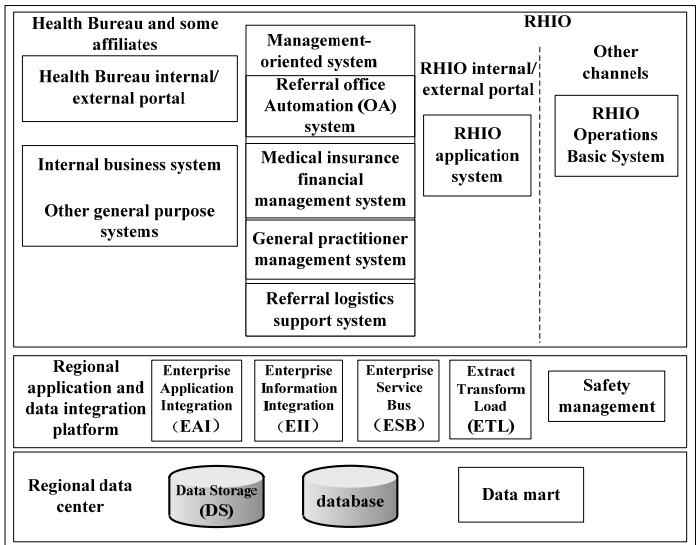 Health Bureau and some
affiliates
Health Bureau internal/
external portal
Internal business system
Other general purpose
systems
Management-
oriented system
Referral office
Automation (OA)
system
Medical insurance
financial
management system
General practitioner
management system
Referral logistics
support system
RHIO
RHIO internal/
external portal
RHIO
application
system
Other
channels
RHIO
Operations
Basic System
Regional
application and
data integration
platform
Enterprise
Application
Integration
(EAI)
Enterprise
Information
Integration
(EII)
Enterprise
Service
Bus
(ESB)
Extract
Transform
Load
(ETL)
Safety
management
Regional data
center
Data Storage
(DS)
database
Data mart